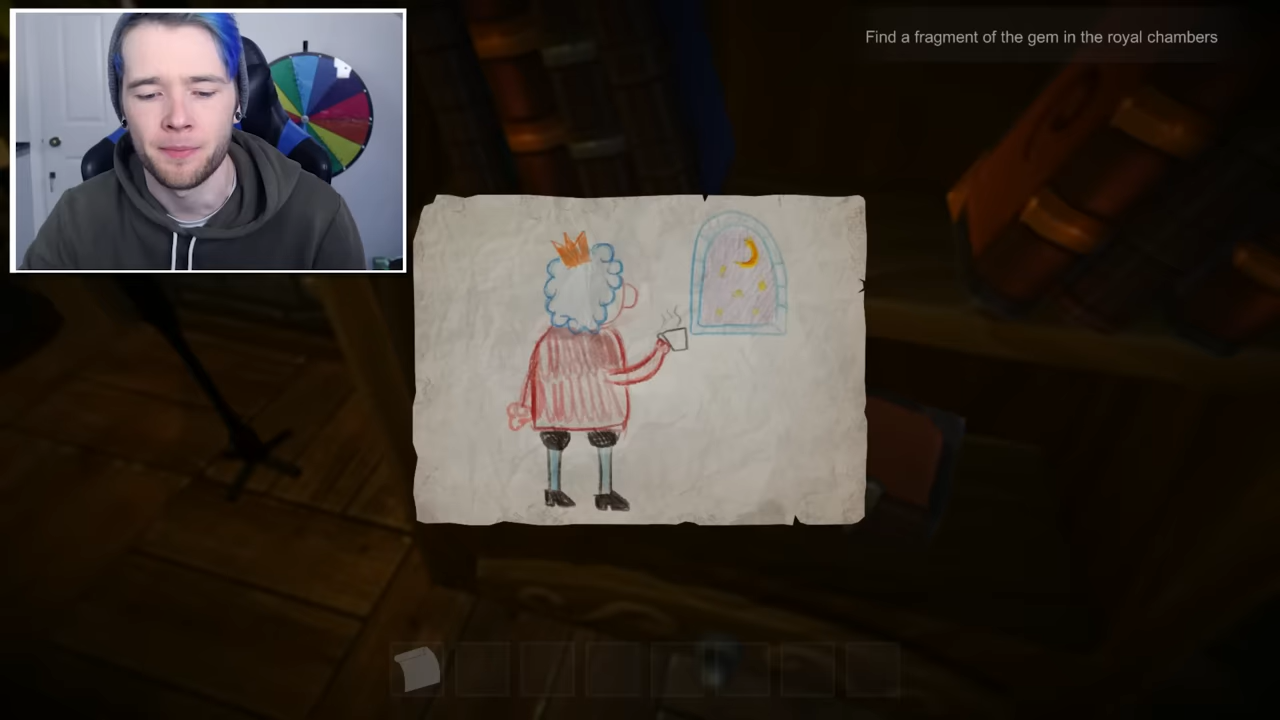 Find a fragment of the gem in the royal chambers